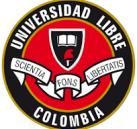 UNIVERSIDAD LIBRE
SCIENTIA
FONS
LIBERTATIS
COLOMBIA